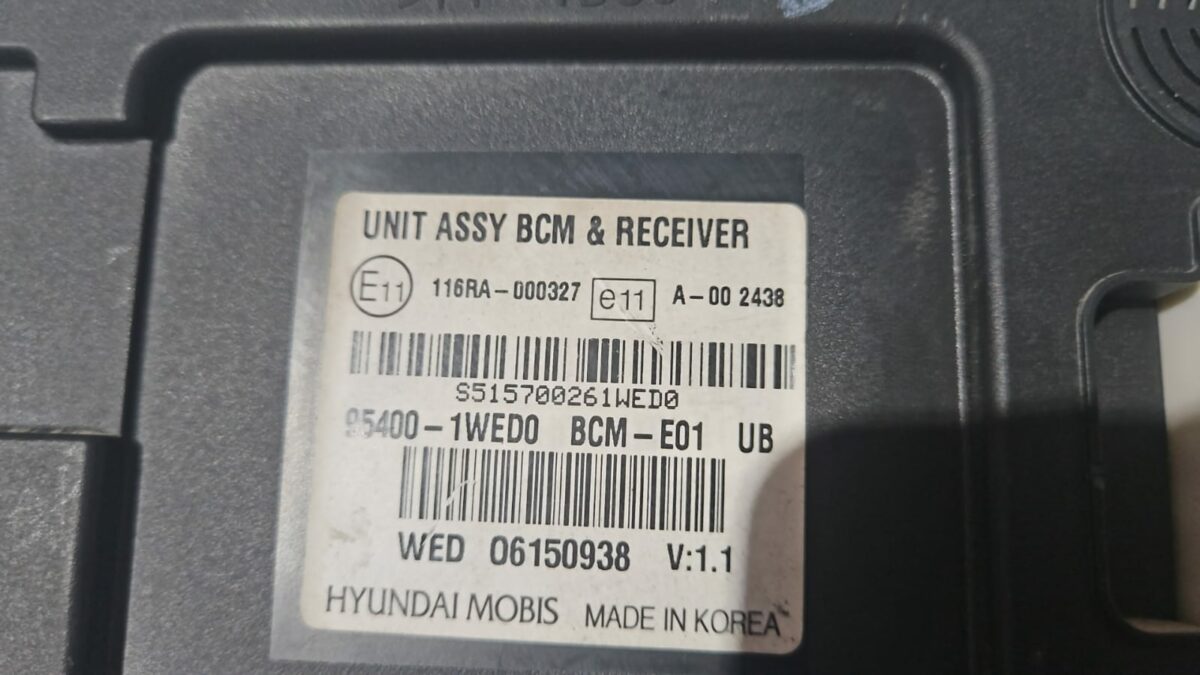 UNIT ASSY BCM & RECEIVER
E11 116RA-000327 e11 A-00 2438
S515700261WED0
95400-1WED0 BCM-E01 UB
WED 06150938 V:1.1
HYUNDAI MOBIS MADE IN KOREA